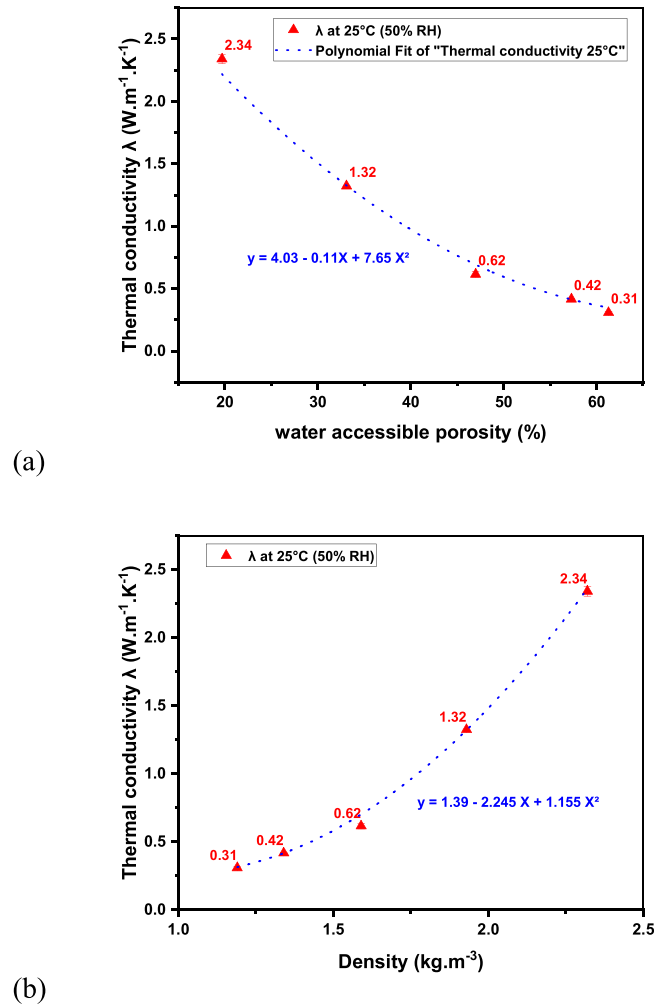 λ at 25°C (50% RH)
Polynomial Fit of "Thermal conductivity 25°C"
Thermal conductivity λ (W.m⁻¹.K⁻¹)
2.5
2.0
1.5
1.0
0.5
0.0
2.34
1.32
0.62
0.42
0.31
y = 4.03 - 0.11X + 7.65 X²
20
30
40
50
60
water accessible porosity (%)
(a)
λ at 25°C (50% RH)
Thermal conductivity λ (W.m⁻¹.K⁻¹)
2.5
2.0
1.5
1.0
0.5
0.0
2.34
1.32
0.62
0.42
0.31
y = 1.39 - 2.245 X + 1.155 X²
1.0
1.5
2.0
2.5
Density (kg.m⁻³)
(b)